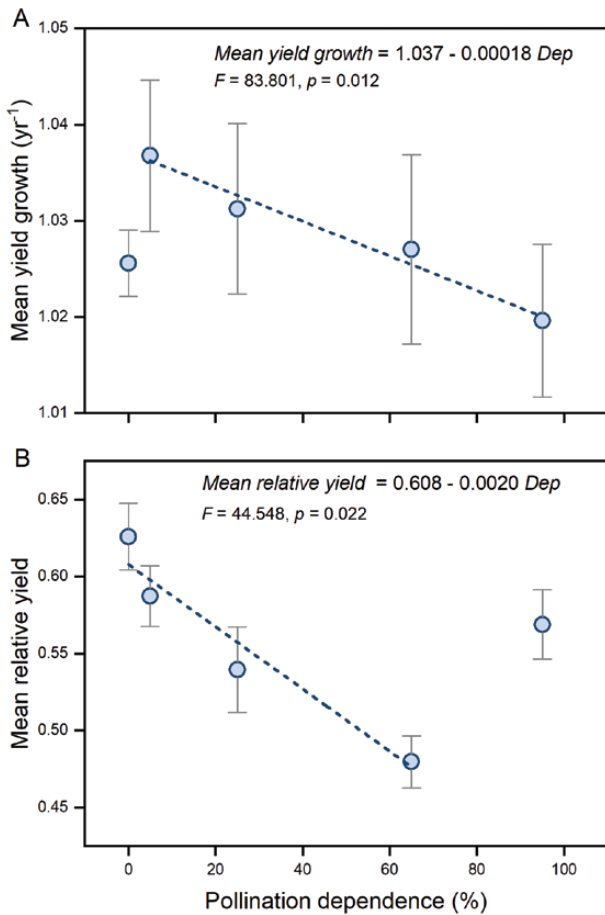 A
Mean yield growth = 1.037 - 0.00018 Dep
F = 83.801, p = 0.012
Mean yield growth (yr⁻¹)
1.05
1.04
1.03
1.02
1.01
B
Mean relative yield = 0.608 - 0.0020 Dep
F = 44.548, p = 0.022
Mean relative yield
0.65
0.60
0.55
0.50
0.45
0 20 40 60 80 100
Pollination dependence (%)